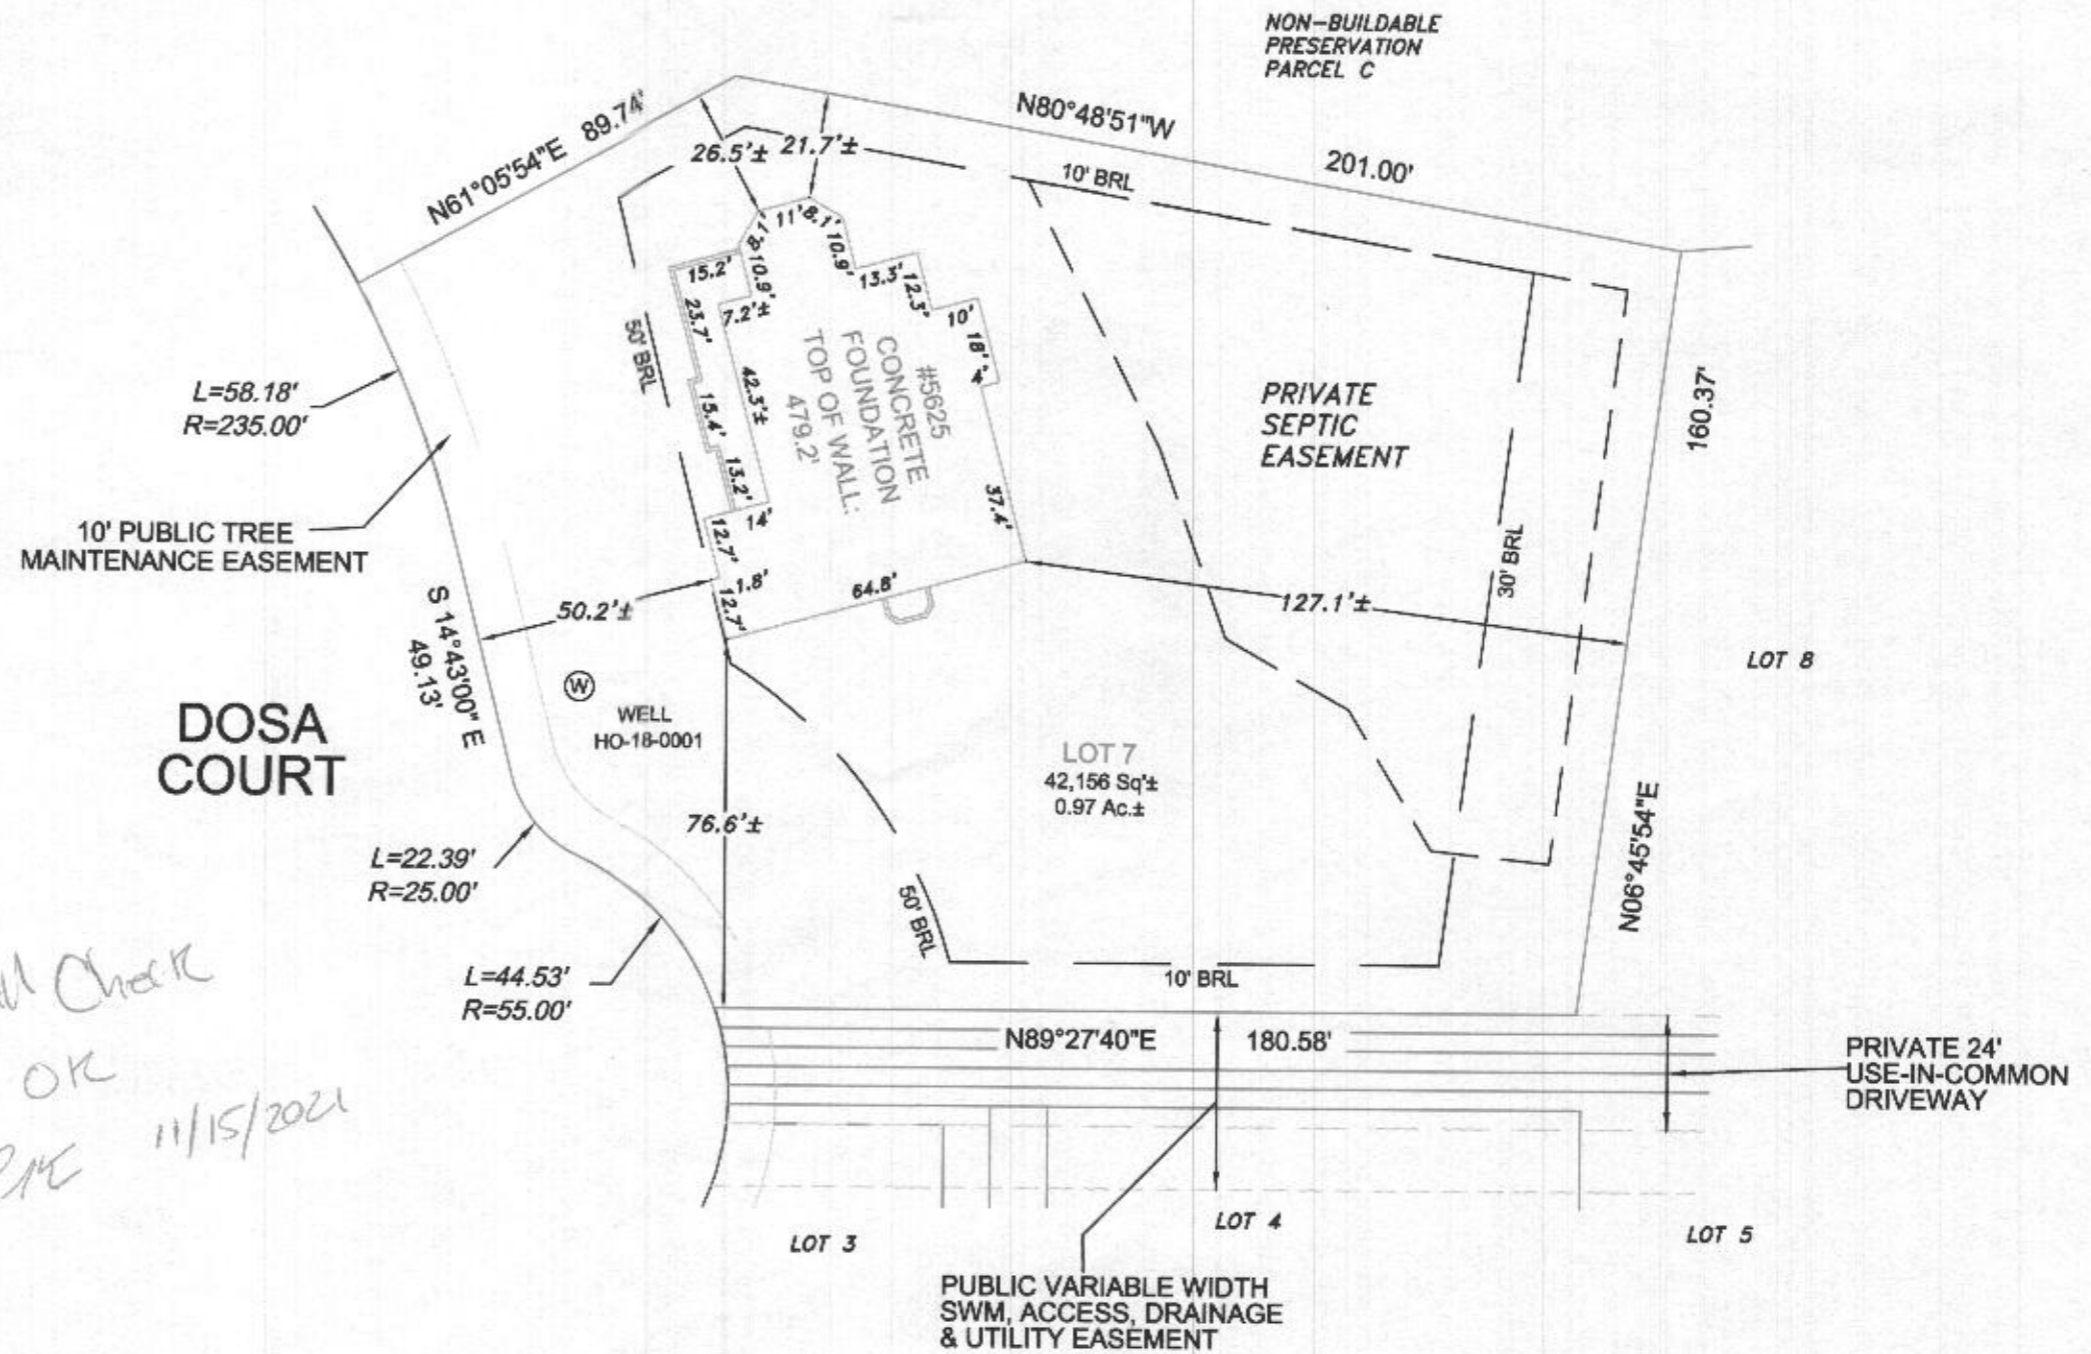 NON-BUILDABLE
PRESERVATION
PARCEL C
N61°05'54"E 89.74'
N80°48'51"W
201.00'
26.5'± 21.7'±
10' BRL
8.1'
11'
8.1'
10.9'
10.9'±
15.2'
13.3'
12.3'
7.2'±
10'
18'
4'
23.7'
50' BRL
42.3'±
15.4'
13.2'
14'
12.7'
1.8'
12.7'
64.8'
37.4'
#5625
CONCRETE
FOUNDATION
TOP OF WALL:
479.2'
PRIVATE
SEPTIC
EASEMENT
30' BRL
160.37'
N06°45'54"E
L=58.18'
R=235.00'
10' PUBLIC TREE
MAINTENANCE EASEMENT
S 14°43'00" E
49.13'
50.2'±
127.1'±
LOT 8
W
WELL
HO-18-0001
DOSA
COURT
LOT 7
42,156 Sq'±
0.97 Ac.±
76.6'±
L=22.39'
R=25.00'
50' BRL
10' BRL
L=44.53'
R=55.00'
Check
OK
11/15/2021
N89°27'40"E 180.58'
PRIVATE 24'
USE-IN-COMMON
DRIVEWAY
LOT 3
LOT 4
LOT 5
PUBLIC VARIABLE WIDTH
SWM, ACCESS, DRAINAGE
& UTILITY EASEMENT